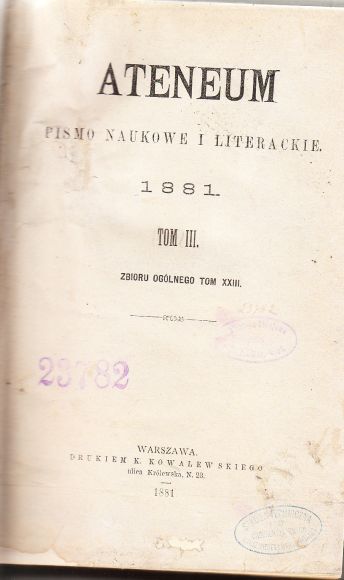 ATENEUM
PISMO NAUKOWE I LITERACKIE.
1881.
TOM III.
ZBIORU OGÓLNEGO TOM XXIII.
23782
WARSZAWA.
DRUKIEM K. KOWALEWSKIEGO
ulica Królewska, N. 23.
1881